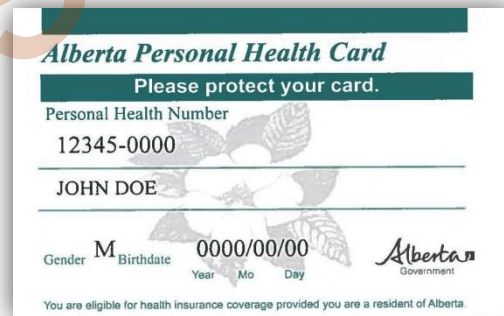 Alberta Personal Health Card
Please protect your card.
Personal Health Number
12345-0000
JOHN DOE
Gender M Birthdate 0000/00/00
Year Mo Day
Alberta
Government
You are eligible for health insurance coverage provided you are a resident of Alberta.